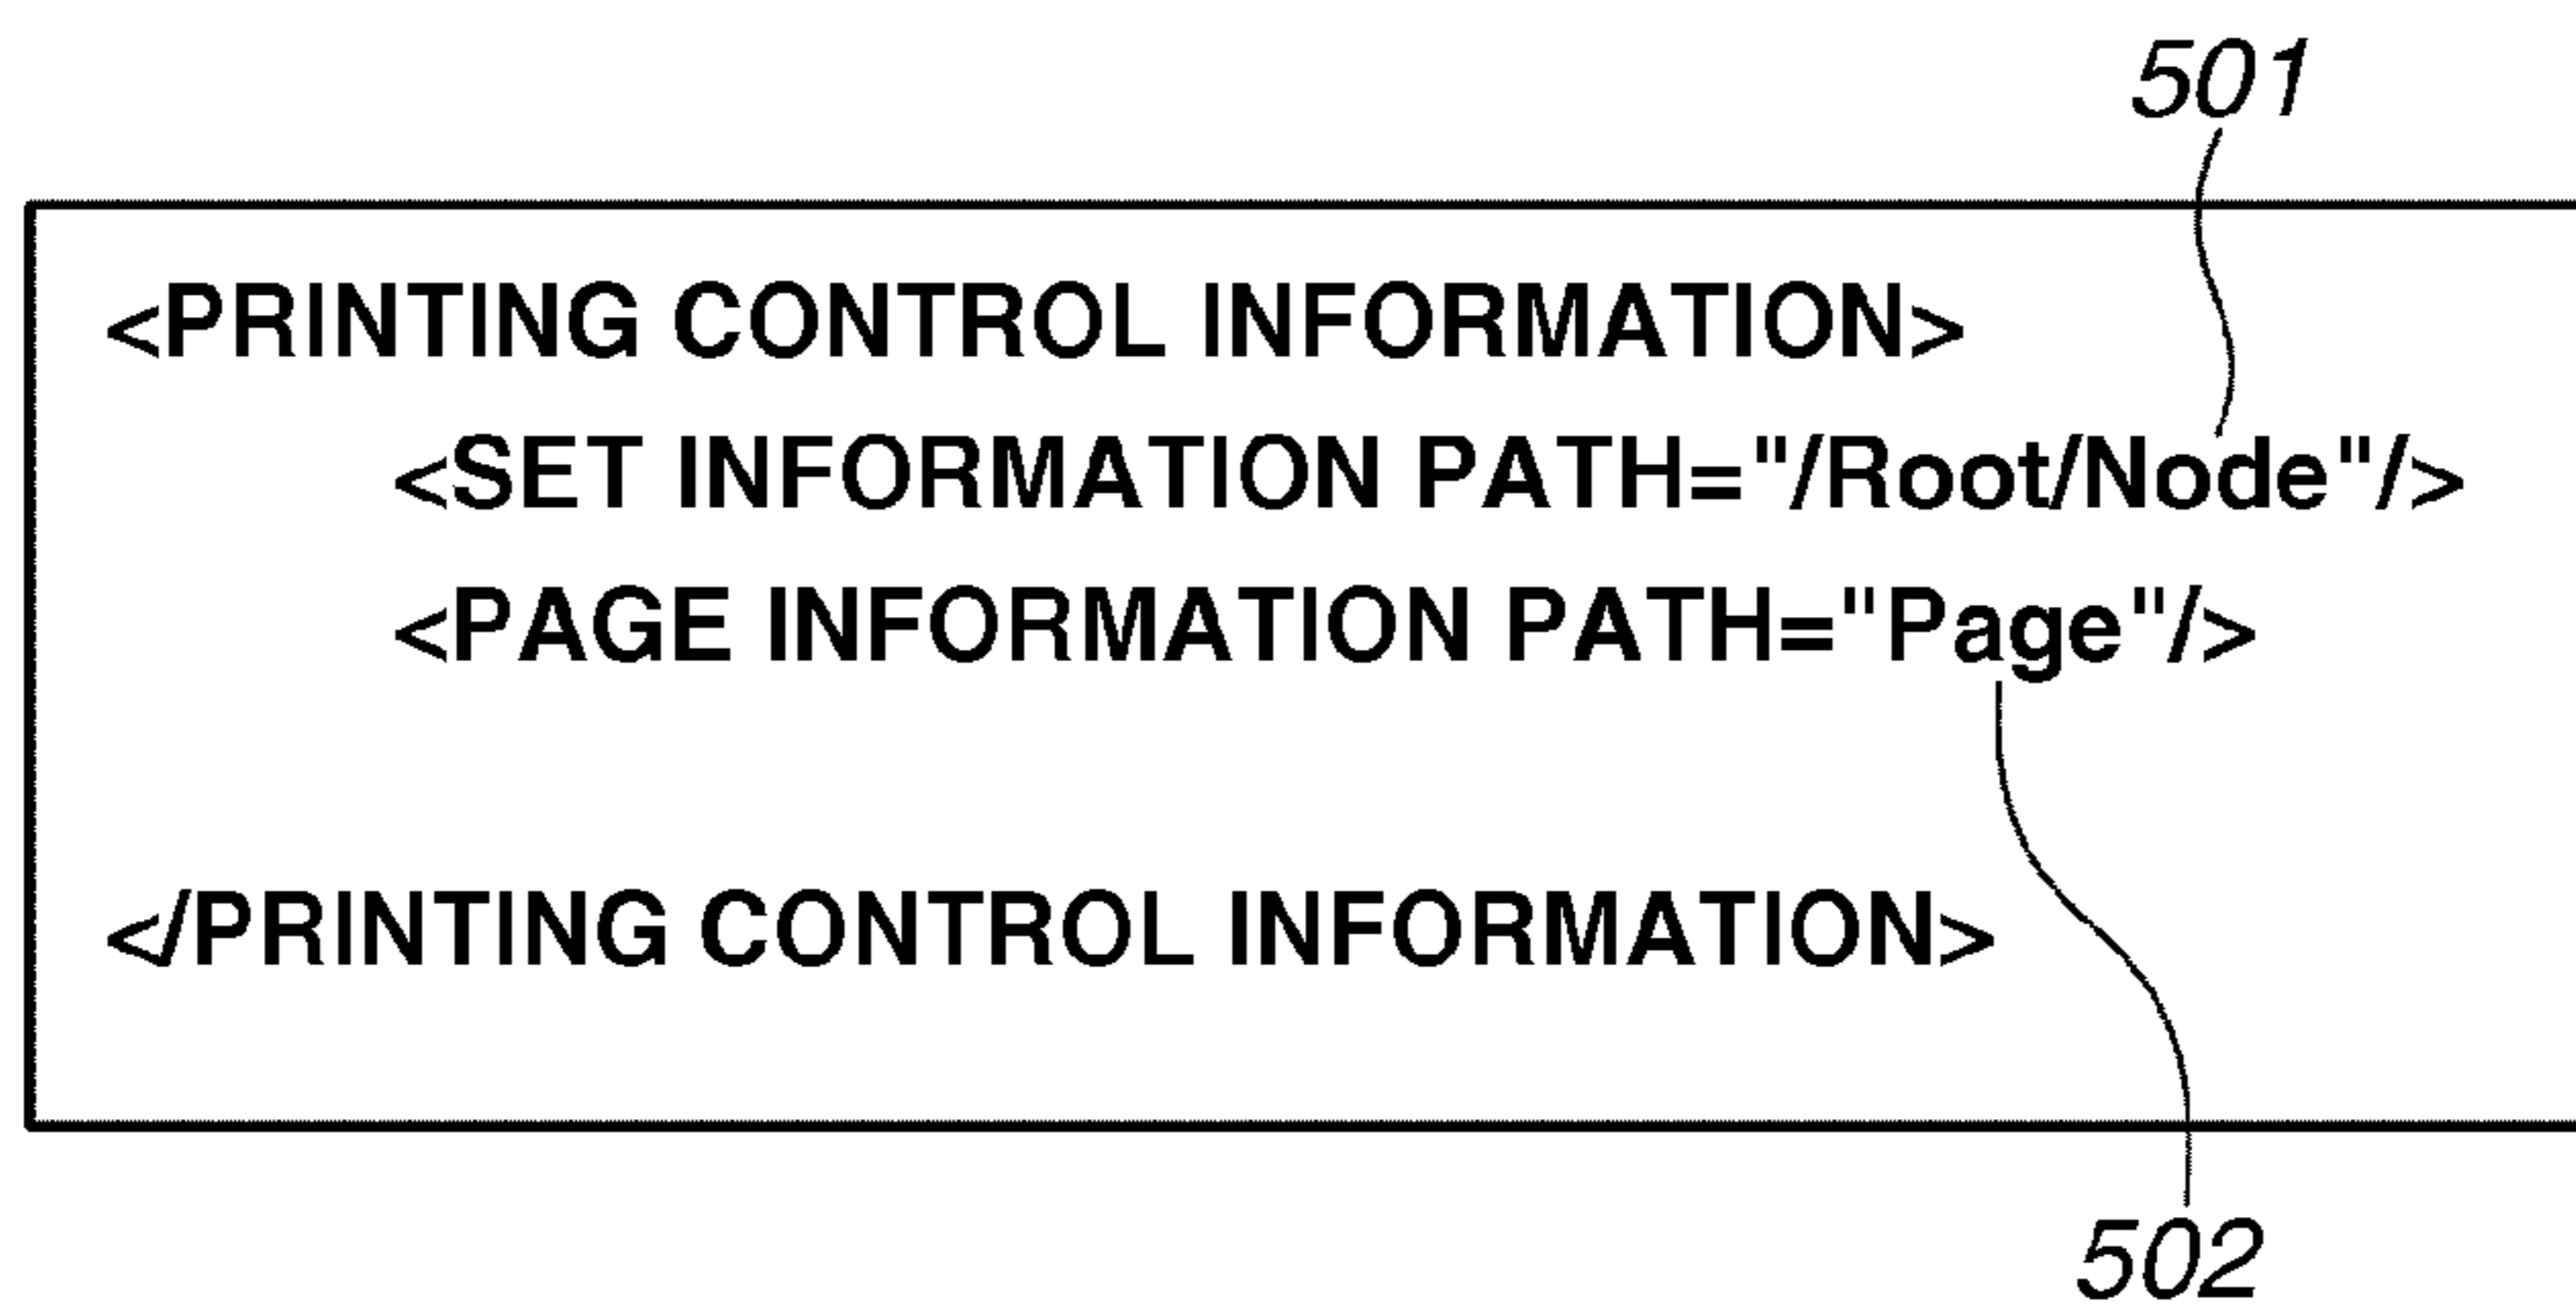 501
<PRINTING CONTROL INFORMATION>
<SET INFORMATION PATH="/Root/Node"/>
<PAGE INFORMATION PATH="Page"/>
</PRINTING CONTROL INFORMATION>
502